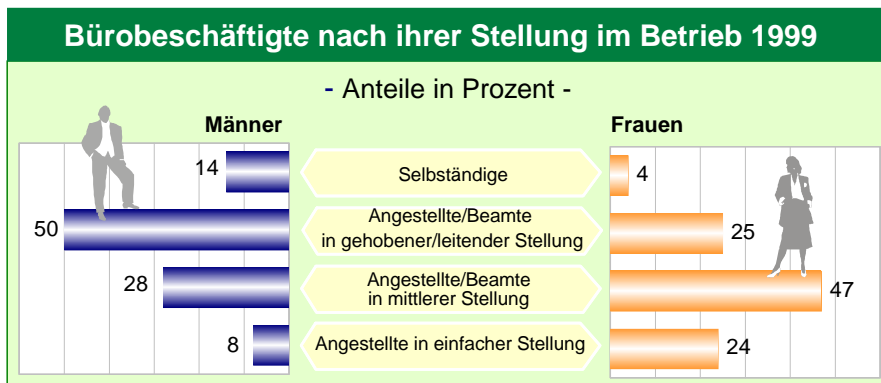 Bürobeschäftigte nach ihrer Stellung im Betrieb 1999
- Anteile in Prozent -
Männer
Frauen
14
Selbständige
4
50
Angestellte/Beamte
in gehobener/leitender Stellung
25
28
Angestellte/Beamte
in mittlerer Stellung
47
8
Angestellte in einfacher Stellung
24